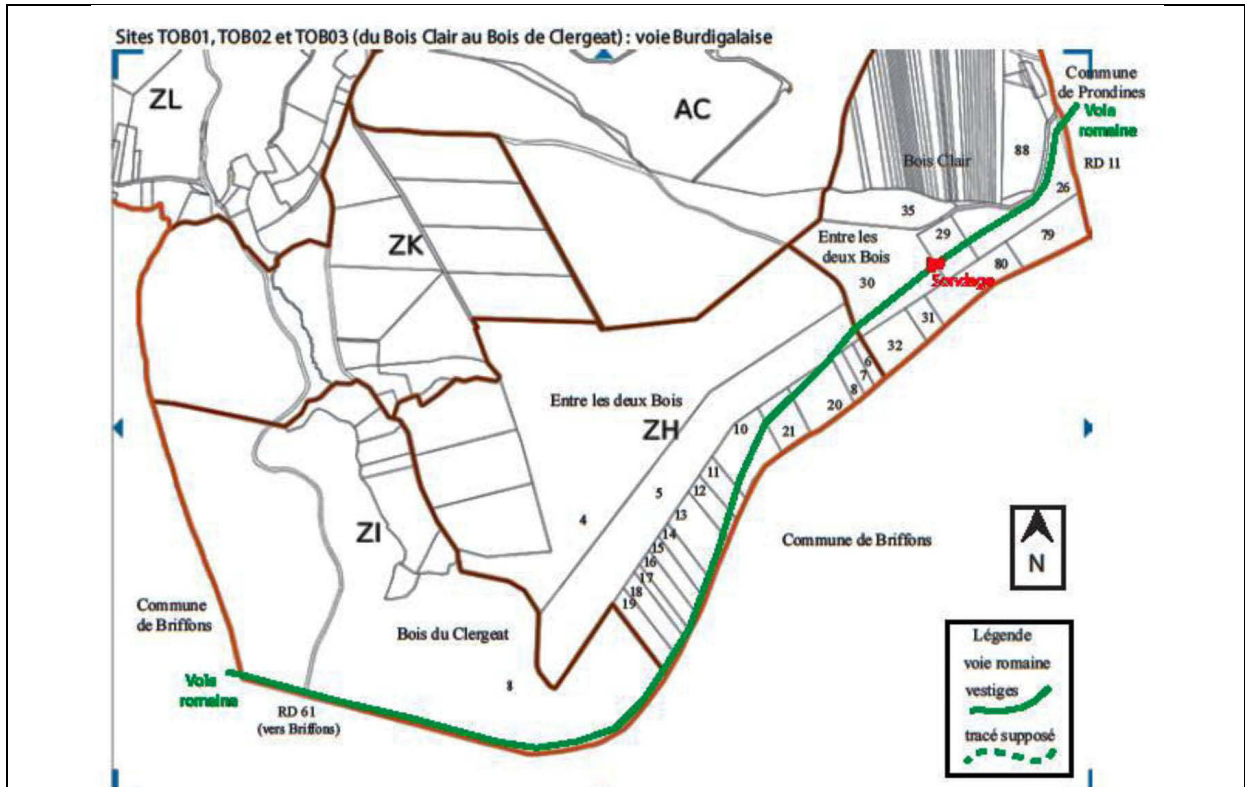 Sites TOB01, TOB02 et TOB03 (du Bois Clair au Bois de Clergeat) : voie Burdigalaise
Commune
de Prondines
ZL
AC
Voie
romaine
88
Bois Clair
RD 11
26
35
29
79
ZK
Entre les
deux Bois
80
30
Sondage
31
32
6
7
8
20
Entre les deux Bois
ZH
10
21
11
12
5
13
4
14
15
16
17
18
19
ZI
Commune de Briffons
N
Commune
de Briffons
Bois du Clergeat
8
Voie
romaine
RD 61
(vers Briffons)
Légende
voie romaine
vestiges
tracé supposé